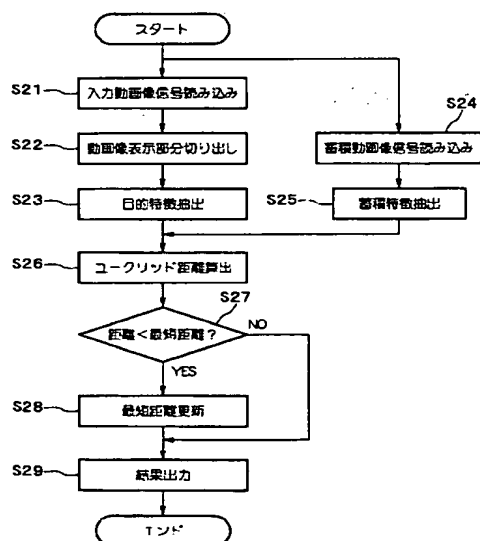 スタート
S21
入力動画像信号読み込み
S24
S22
動画像表示部分切り出し
蓄積動画像信号読み込み
S23
目的特徴抽出
S25
蓄積特徴抽出
S26
ユークリッド距離算出
S27
距離<最短距離?
NO
YES
S28
最短距離更新
S29
結果出力
エンド